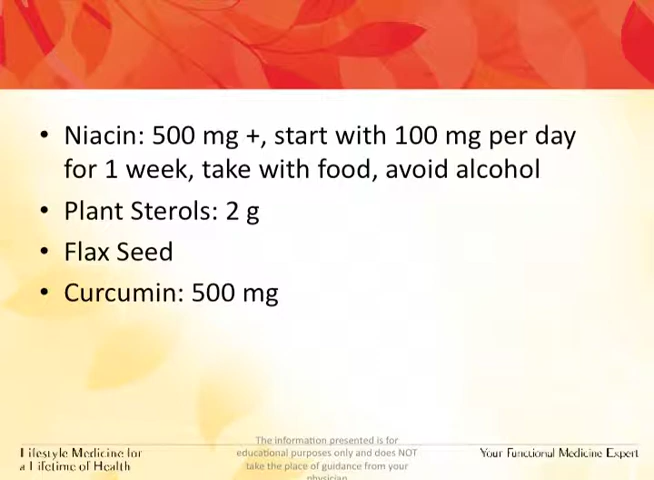 • Niacin: 500 mg +, start with 100 mg per day
for 1 week, take with food, avoid alcohol
• Plant Sterols: 2 g
• Flax Seed
• Curcumin: 500 mg
Lifestyle Medicine for
a Lifetime of Health
The information presented is for
educational purposes only and does NOT
take the place of guidance from your
physician
Your Functional Medicine Expert